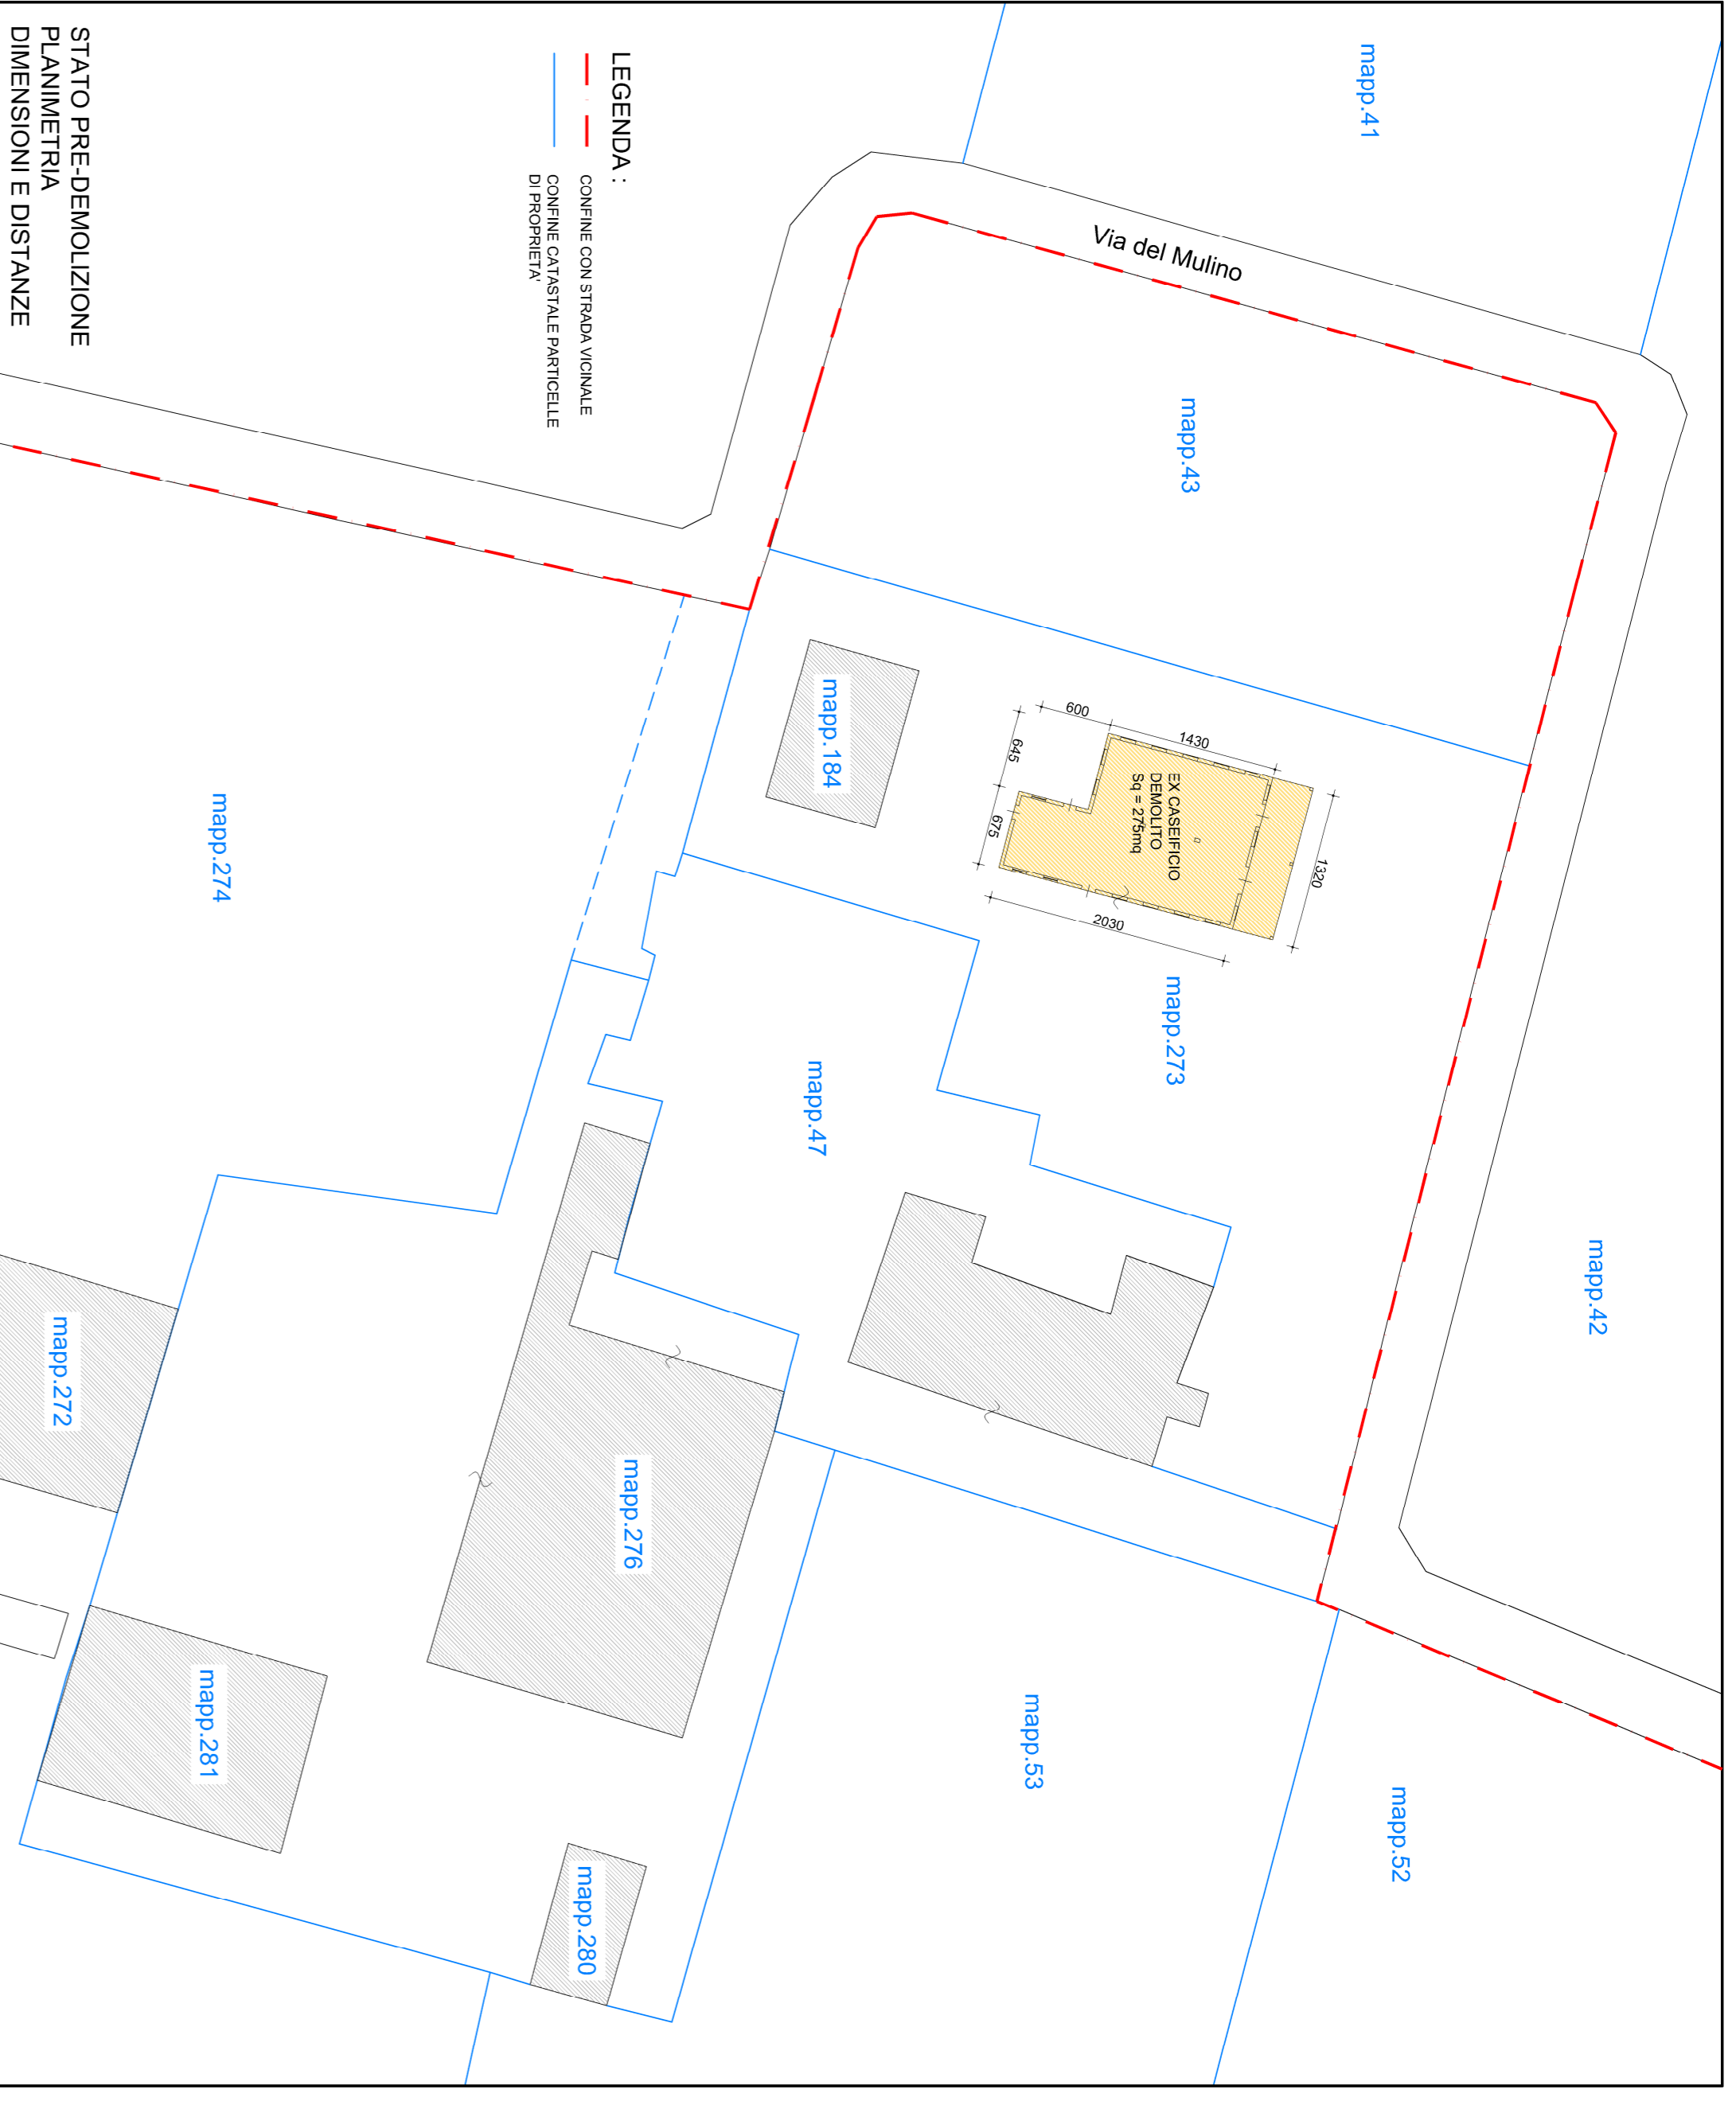 mapp.41
Via del Mulino
mapp.43
mapp.42
LEGENDA :
CONFINE CON STRADA VICINALE
CONFINE CATASTALE PARTICELLE
DI PROPRIETA'
STATO PRE-DEMOLIZIONE
PLANIMETRIA
DIMENSIONI E DISTANZE
600
1430
645
675
1320
2030
EX CASEIFICIO
DEMOLITO
Sq = 275mq
mapp.184
mapp.274
mapp.273
mapp.47
mapp.272
mapp.276
mapp.281
mapp.53
mapp.52
mapp.280